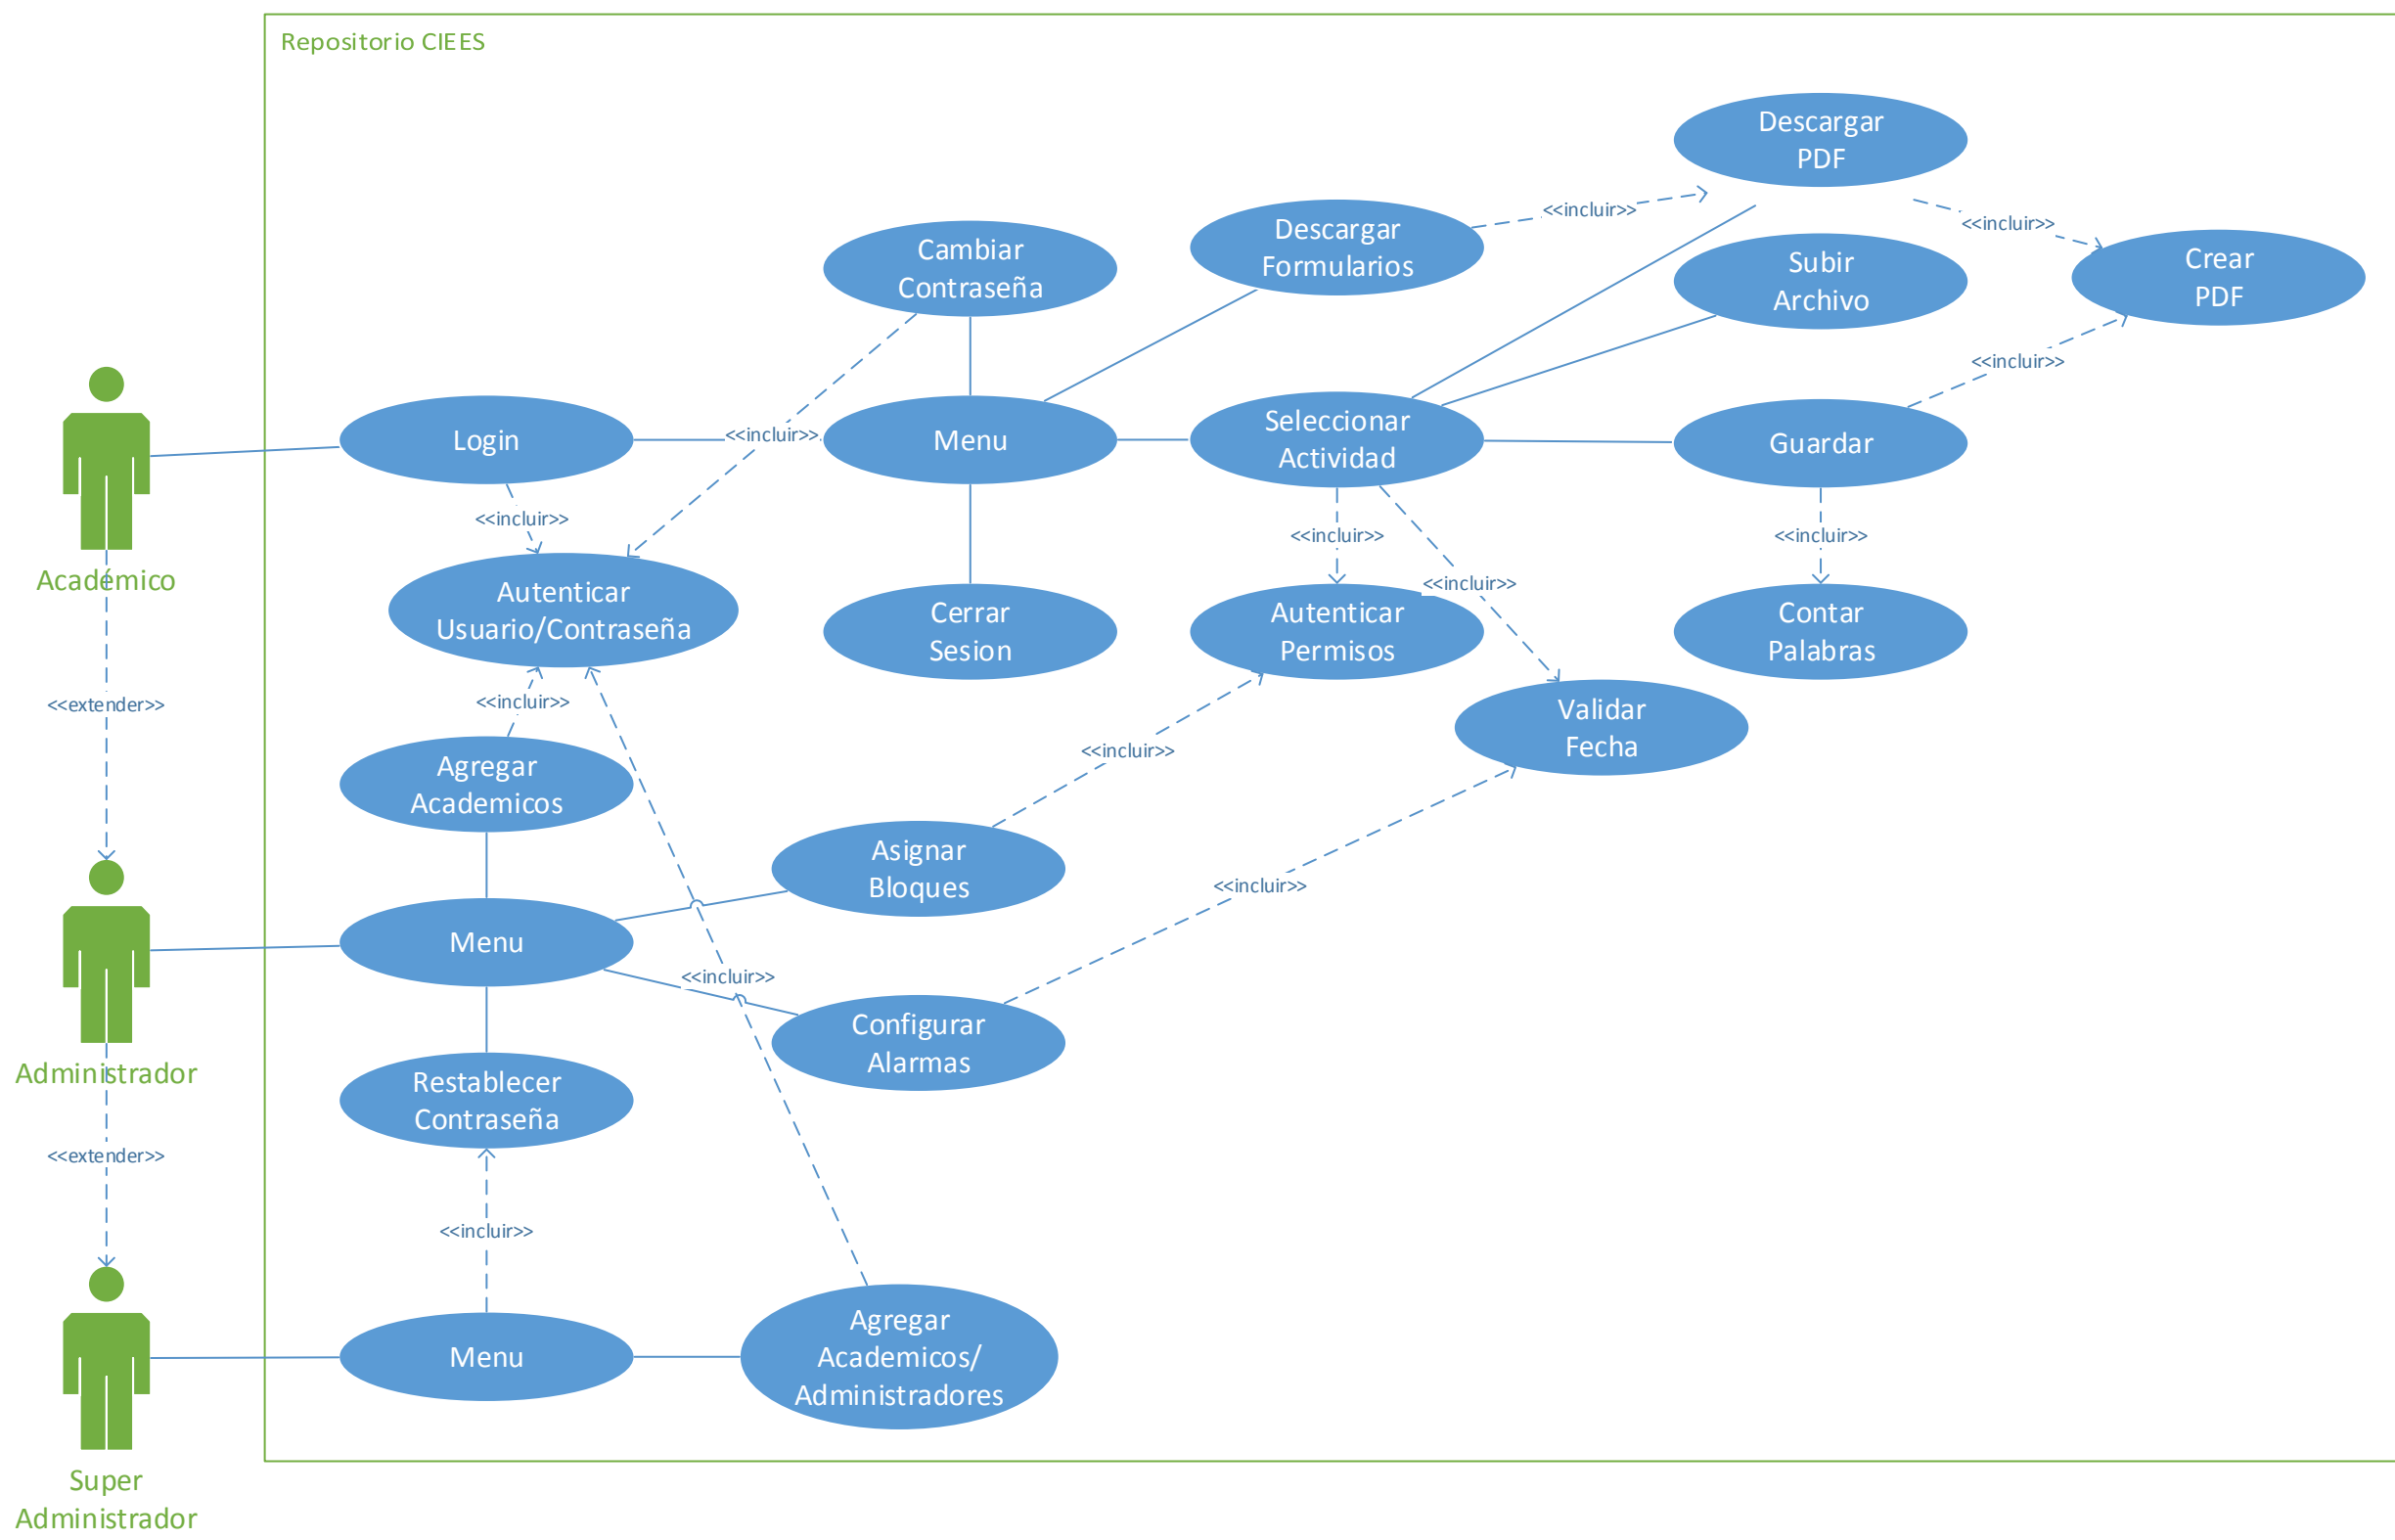 Repositorio CIEES
Descargar
PDF
<<incluir>>
<<incluir>>
Descargar
Formularios
Cambiar
Contraseña
Subir
Archivo
Crear
PDF
<<incluir>>
Login
<<incluir>>
Menu
Seleccionar
Actividad
Guardar
<<incluir>>
<<incluir>>
<<incluir>>
<<incluir>>
Académico
Autenticar
Usuario/Contraseña
Cerrar
Sesion
Autenticar
Permisos
Contar
Palabras
<<extender>>
<<incluir>>
Validar
Fecha
<<incluir>>
Agregar
Academicos
Asignar
Bloques
<<incluir>>
Menu
<<incluir>>
Configurar
Alarmas
Administrador
Restablecer
Contraseña
<<extender>>
<<incluir>>
Menu
Agregar
Academicos/
Administradores
Super
Administrador